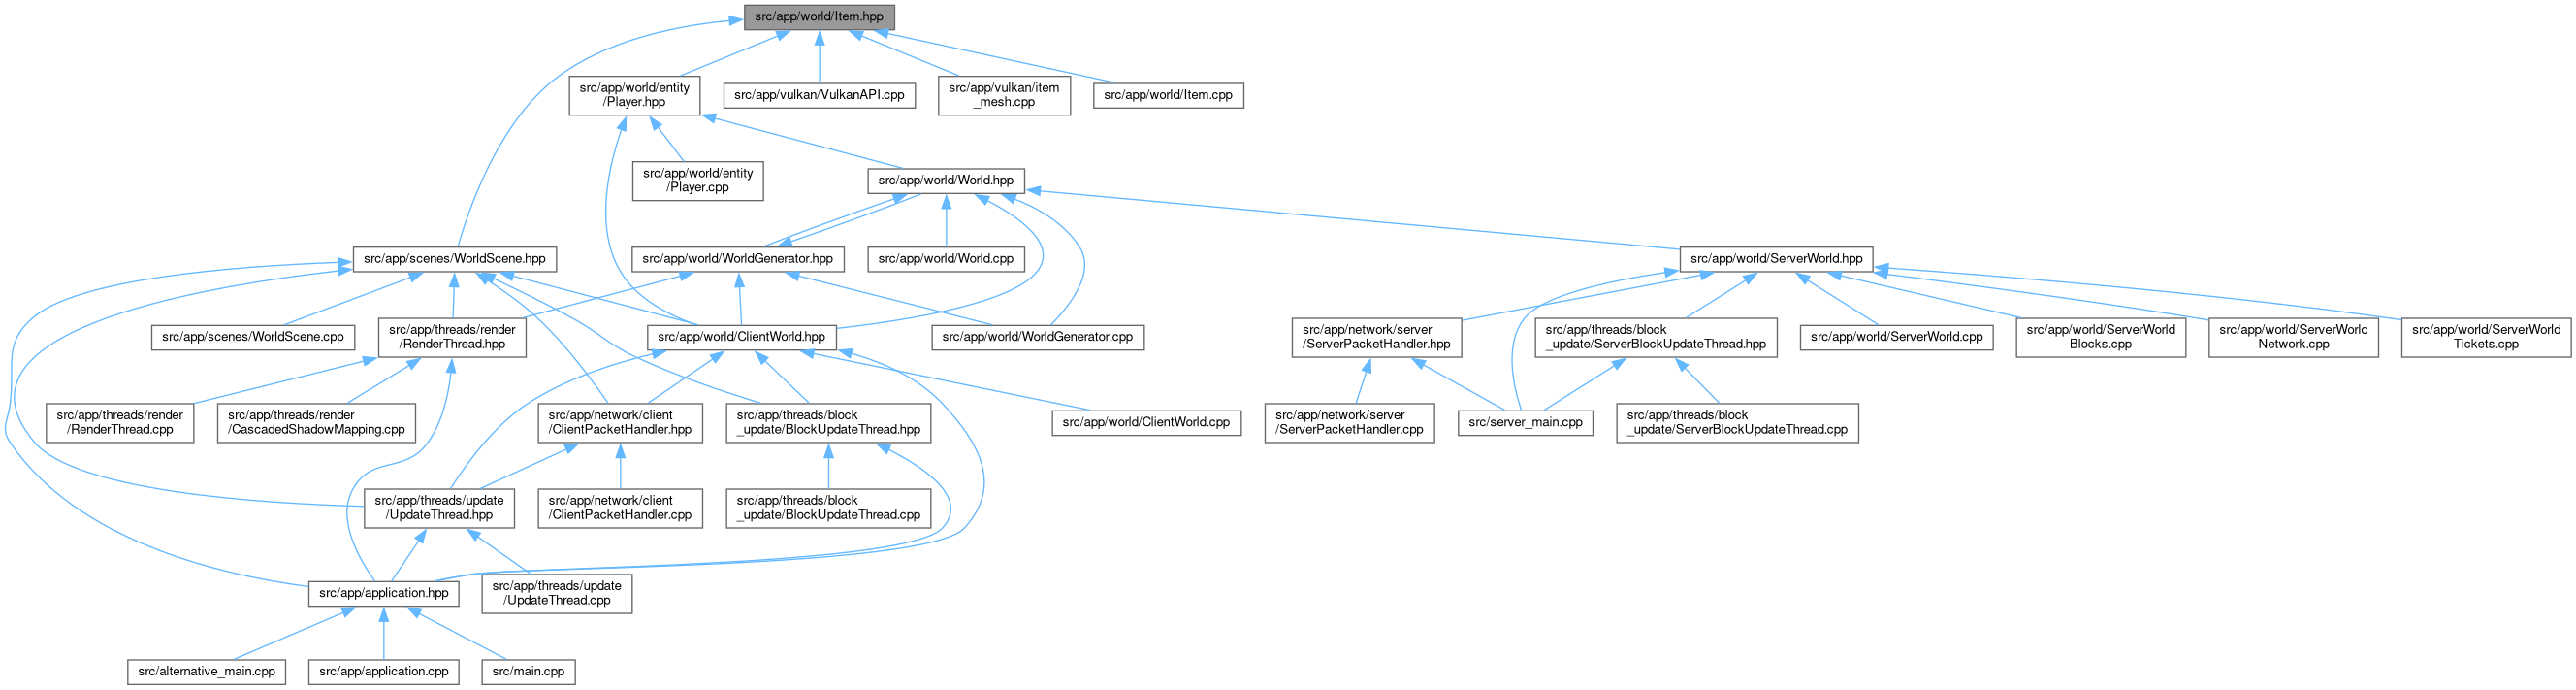 src/app/world/Item.hpp
src/app/world/entity
/Player.hpp
src/app/vulkan/VulkanAPI.cpp
src/app/vulkan/item
_mesh.cpp
src/app/world/Item.cpp
src/app/world/entity
/Player.cpp
src/app/world/World.hpp
src/app/scenes/WorldScene.hpp
src/app/world/WorldGenerator.hpp
src/app/world/World.cpp
src/app/world/ServerWorld.hpp
src/app/scenes/WorldScene.cpp
src/app/threads/render
/RenderThread.hpp
src/app/world/ClientWorld.hpp
src/app/world/WorldGenerator.cpp
src/app/network/server
/ServerPacketHandler.hpp
src/app/threads/block
_update/ServerBlockUpdateThread.hpp
src/app/world/ServerWorld.cpp
src/app/world/ServerWorld
Blocks.cpp
src/app/world/ServerWorld
Network.cpp
src/app/world/ServerWorld
Tickets.cpp
src/app/threads/render
/RenderThread.cpp
src/app/threads/render
/CascadedShadowMapping.cpp
src/app/network/client
/ClientPacketHandler.hpp
src/app/threads/block
_update/BlockUpdateThread.hpp
src/app/world/ClientWorld.cpp
src/app/network/server
/ServerPacketHandler.cpp
src/server_main.cpp
src/app/threads/block
_update/ServerBlockUpdateThread.cpp
src/app/threads/update
/UpdateThread.hpp
src/app/network/client
/ClientPacketHandler.cpp
src/app/threads/block
_update/BlockUpdateThread.cpp
src/app/application.hpp
src/app/threads/update
/UpdateThread.cpp
src/alternative_main.cpp
src/app/application.cpp
src/main.cpp